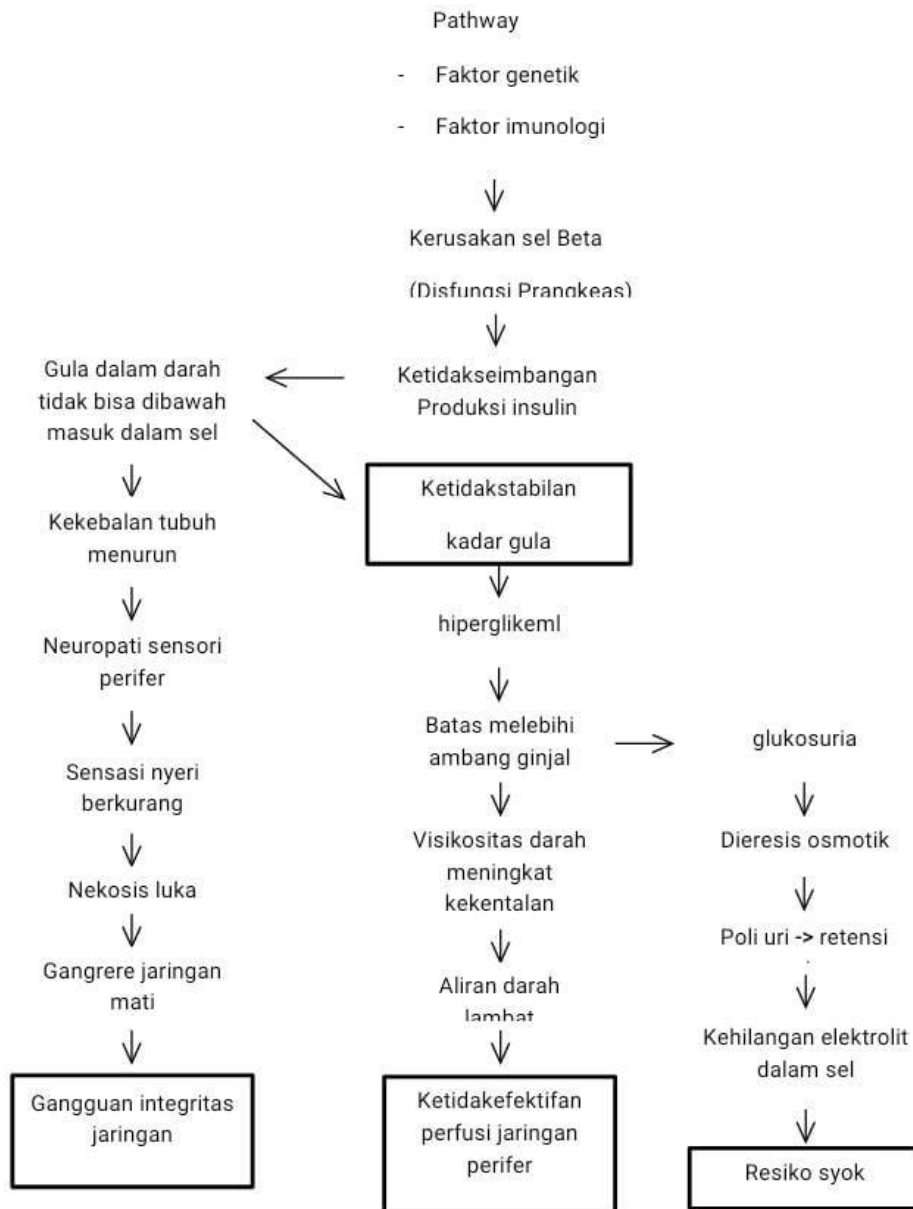 Pathway
- Faktor genetik
- Faktor imunologi
Kerusakan sel Beta
(Disfungsi Prangkeas)
Ketidakseimbangan
Produksi insulin
Gula dalam darah
tidak bisa dibawah
masuk dalam sel
Kekebalan tubuh
menurun
Neuropati sensori
perifer
Sensasi nyeri
berkurang
Nekosis luka
Gangrere jaringan
mati
Gangguan integritas
jaringan
Ketidakstabilan
kadar gula
hiperglikeml
Batas melebihi
ambang ginjal
Visikositas darah
meningkat
kekentalan
Aliran darah
lambat
Ketidakefektifan
perfusi jaringan
perifer
glukosuria
Dieresis osmotik
Poli uri -> retensi
Kehilangan elektrolit
dalam sel
Resiko syok